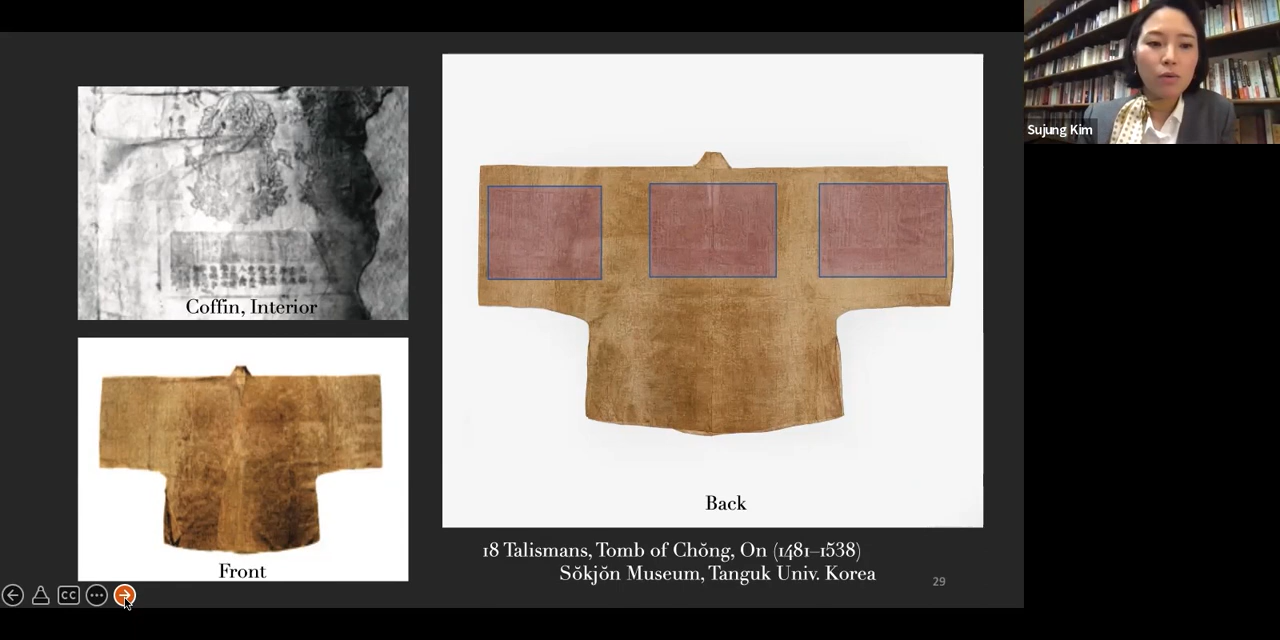 Coffin, Interior
Front
Back
18 Talismans, Tomb of Chŏng, On (1481–1538)
Sŏkjŏn Museum, Tanguk Univ. Korea
29
CC
Sujung Kim